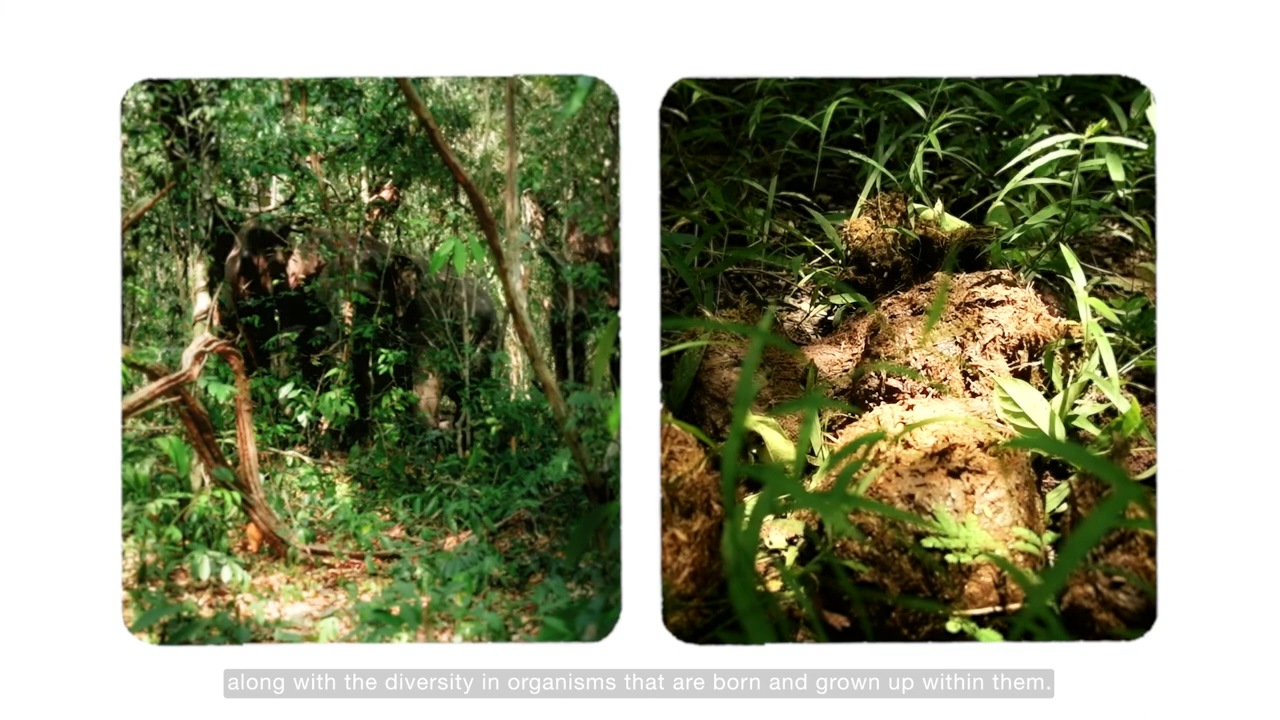 along with the diversity in organisms that are born and grown up within them.